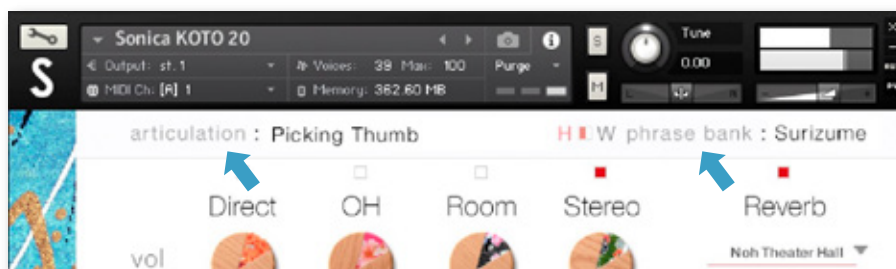 Sonica KOTO 20
S
Tune
Output: st.1 Voices: 39 Max: 100 Purge 0.00
MIDI Ch: [A] 1 Memory: 362.60 MB M
L R
articulation : Picking Thumb H W phrase bank : Surizume
Direct OH Room Stereo Reverb
vol Noh Theater Hall